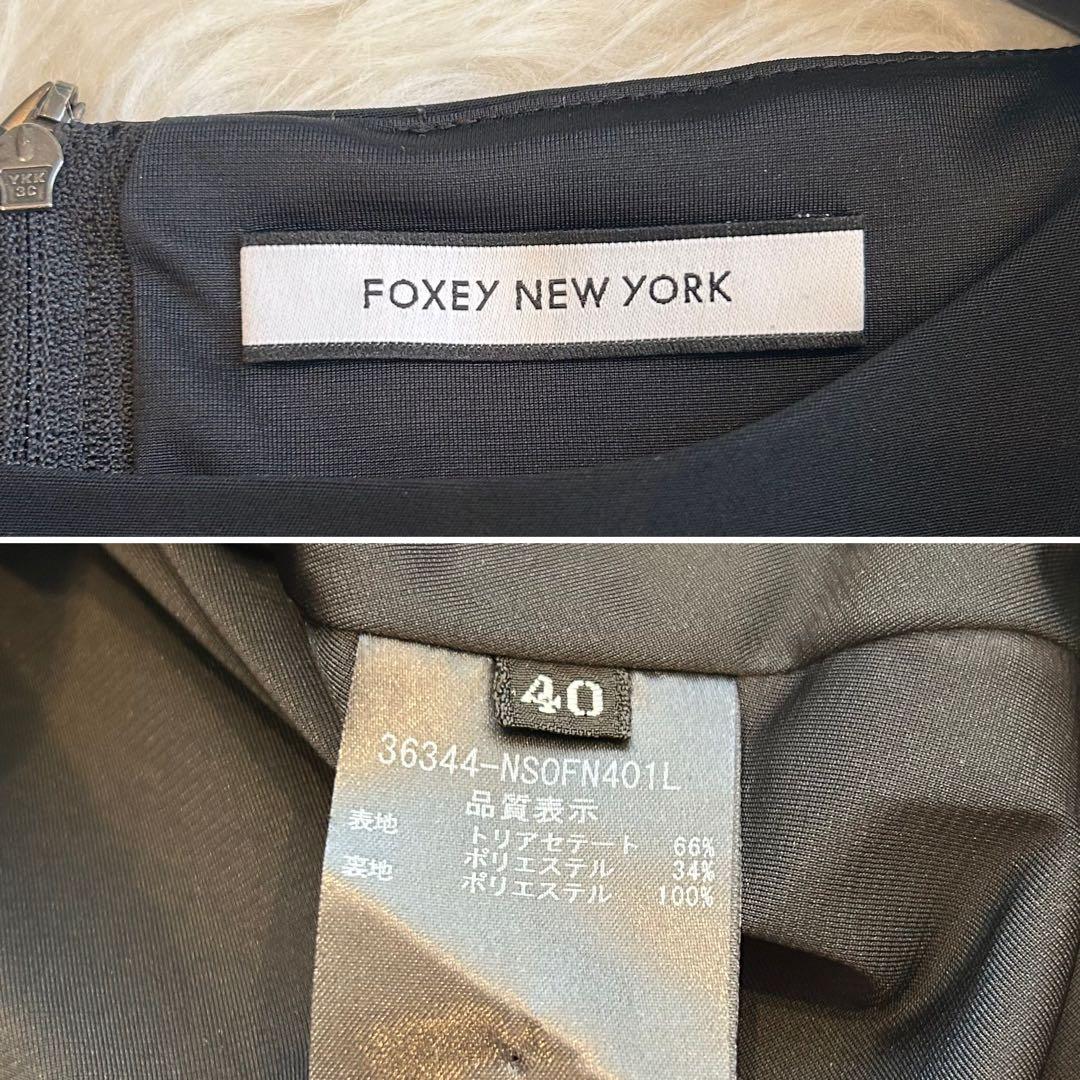 YKK
3C
FOXEY NEW YORK
40
36344-NSOFN401L
品質表示
表地 トリアセテート 66%
ポリエステル 34%
裏地 ポリエステル 100%